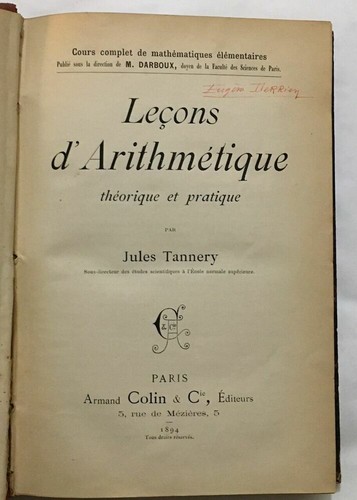 Cours complet de mathématiques élémentaires
Publié sous la direction de M. DARBOUX, doyen de la Faculté des Sciences de Paris.
Eugène
Leçons
d'Arithmétique
théorique et pratique
PAR
Jules Tannery
Sous-directeur des études scientifiques à l'École normale supérieure.
PARIS
Armand Colin & Cie, Éditeurs
5, rue de Mézières, 5
1894
Tous droits réservés.